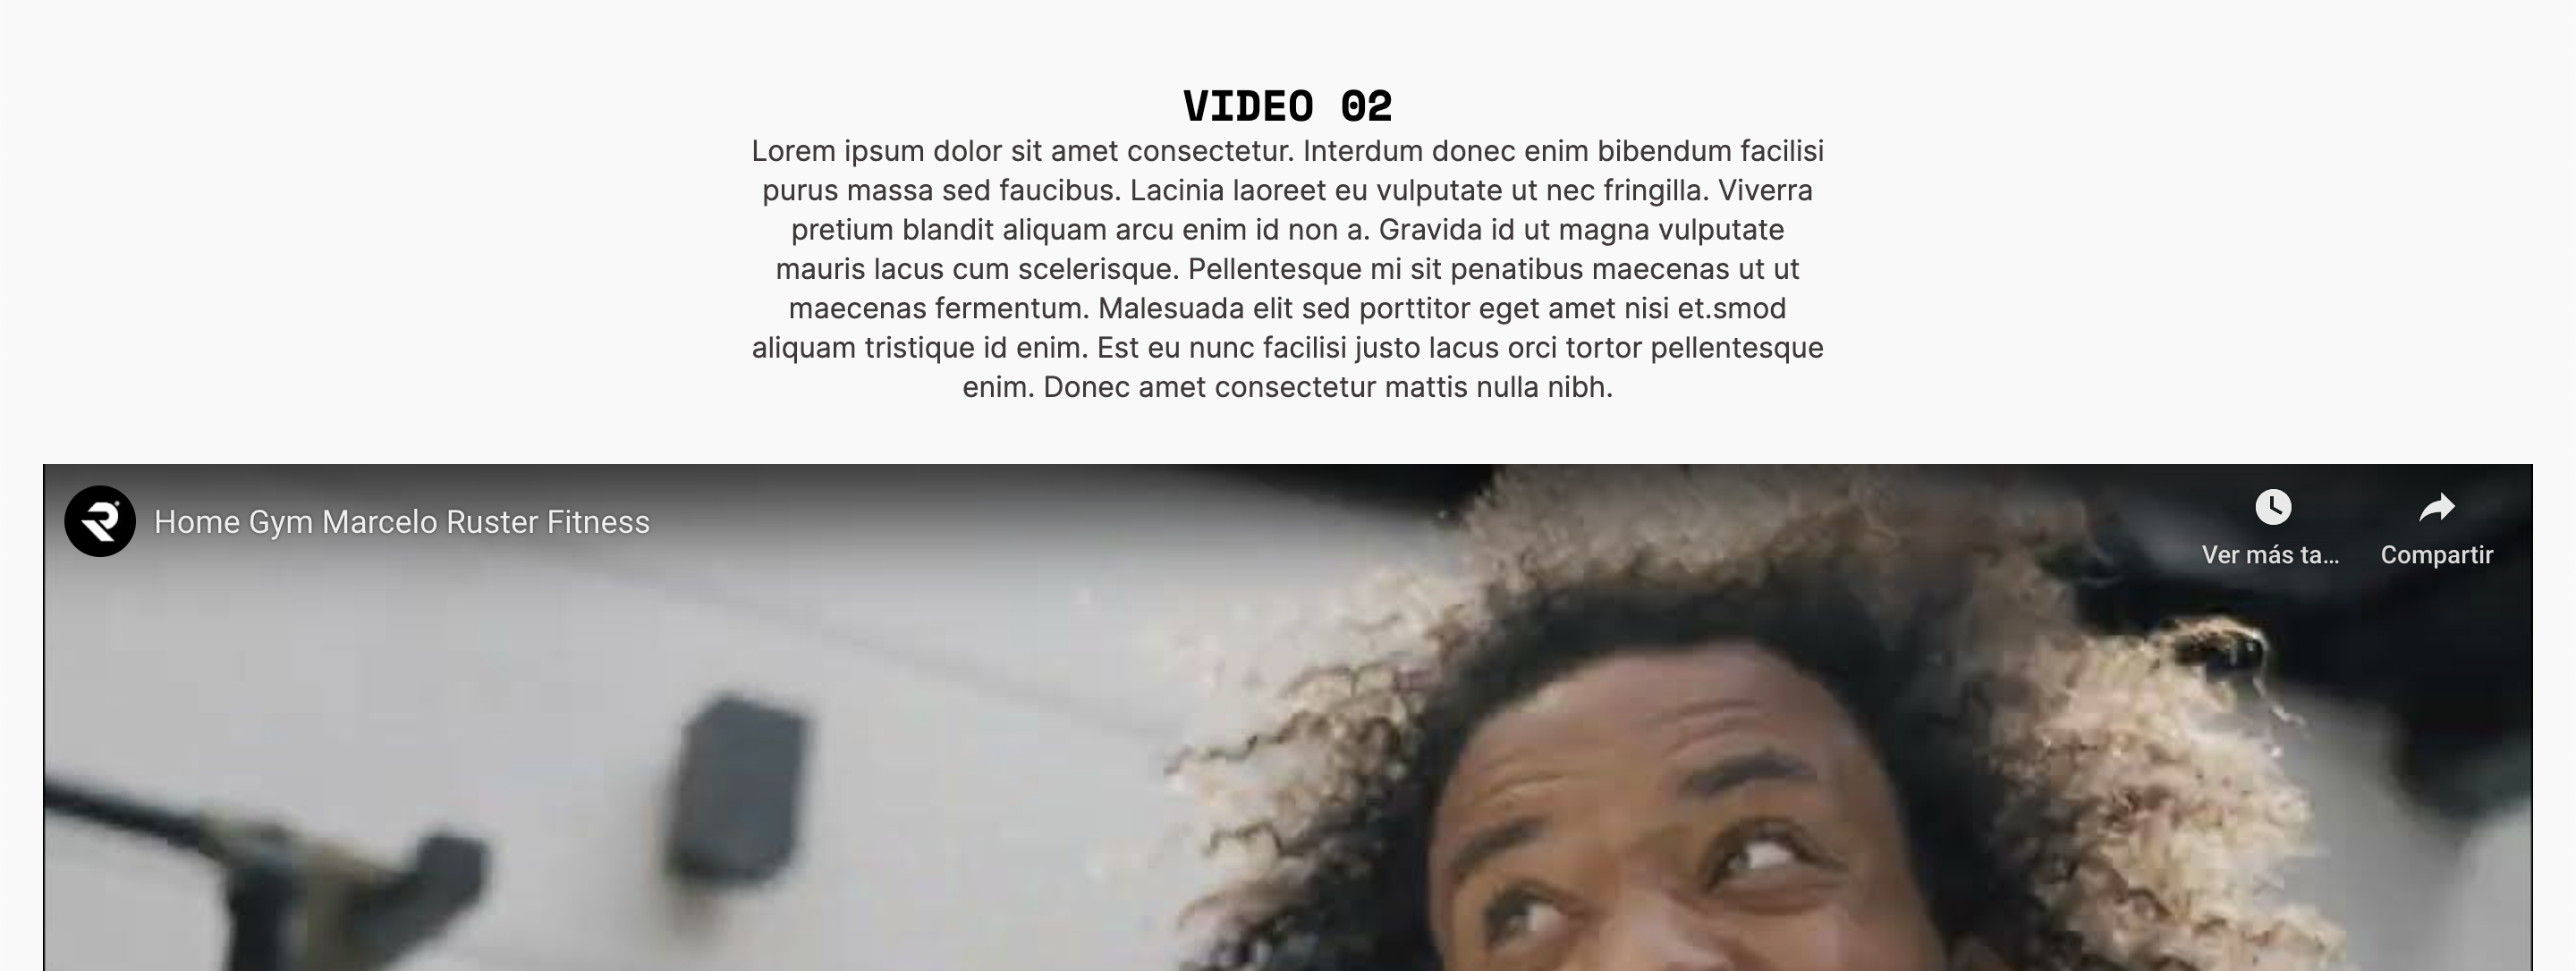 VIDEO 02
Lorem ipsum dolor sit amet consectetur. Interdum donec enim bibendum facilisi
purus massa sed faucibus. Lacinia laoreet eu vulputate ut nec fringilla. Viverra
pretium blandit aliquam arcu enim id non a. Gravida id ut magna vulputate
mauris lacus cum scelerisque. Pellentesque mi sit penatibus maecenas ut ut
maecenas fermentum. Malesuada elit sed porttitor eget amet nisi et.smod
aliquam tristique id enim. Est eu nunc facilisi justo lacus orci tortor pellentesque
enim. Donec amet consectetur mattis nulla nibh.
Home Gym Marcelo Ruster Fitness
Ver más ta...
Compartir